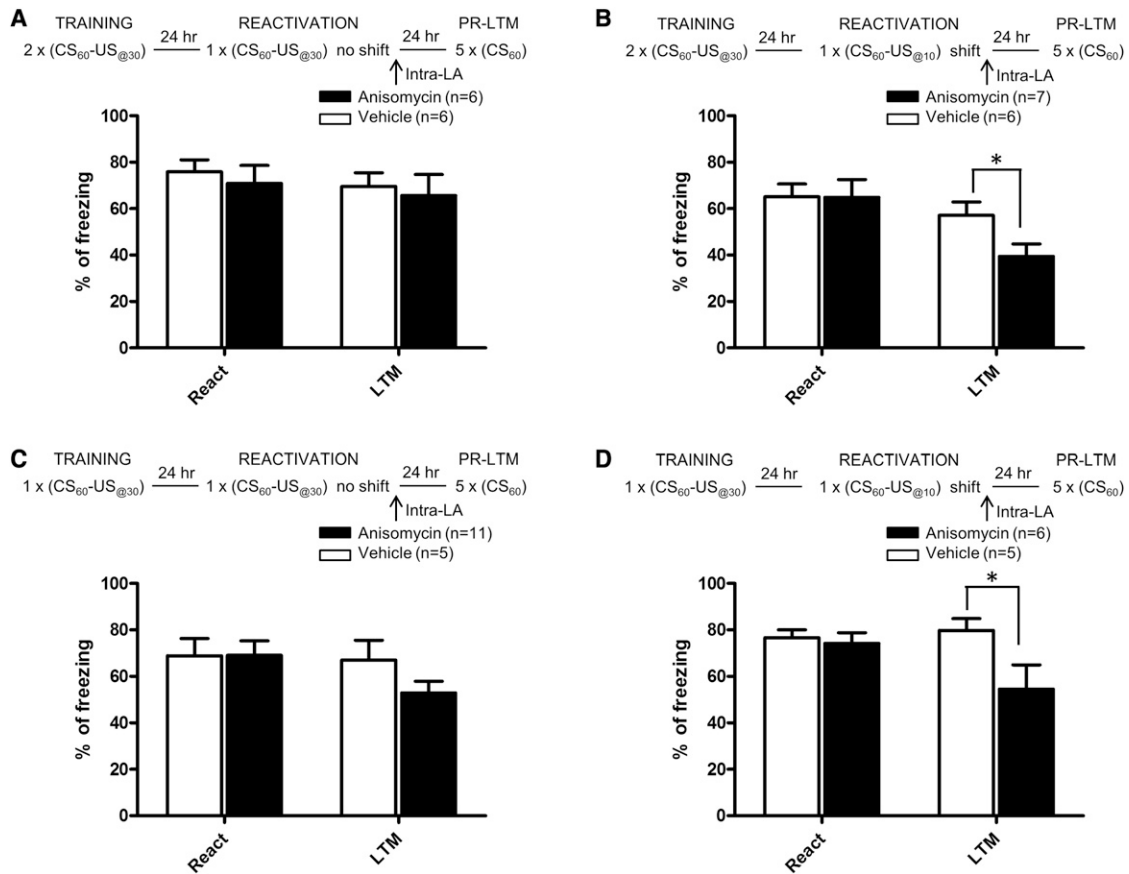 A
TRAINING 24 hr REACTIVATION 24 hr PR-LTM
2 x (CS60-US@30) 1 x (CS60-US@30) no shift 5 x (CS60)
Intra-LA
Anisomycin (n=6)
Vehicle (n=6)
% of freezing
100
80
60
40
20
0
React
LTM
B
TRAINING 24 hr REACTIVATION 24 hr PR-LTM
2 x (CS60-US@30) 1 x (CS60-US@10) shift 5 x (CS60)
Intra-LA
Anisomycin (n=7)
Vehicle (n=6)
*
% of freezing
100
80
60
40
20
0
React
LTM
C
TRAINING 24 hr REACTIVATION 24 hr PR-LTM
1 x (CS60-US@30) 1 x (CS60-US@30) no shift 5 x (CS60)
Intra-LA
Anisomycin (n=11)
Vehicle (n=5)
% of freezing
100
80
60
40
20
0
React
LTM
D
TRAINING 24 hr REACTIVATION 24 hr PR-LTM
1 x (CS60-US@30) 1 x (CS60-US@10) shift 5 x (CS60)
Intra-LA
Anisomycin (n=6)
Vehicle (n=5)
*
% of freezing
100
80
60
40
20
0
React
LTM